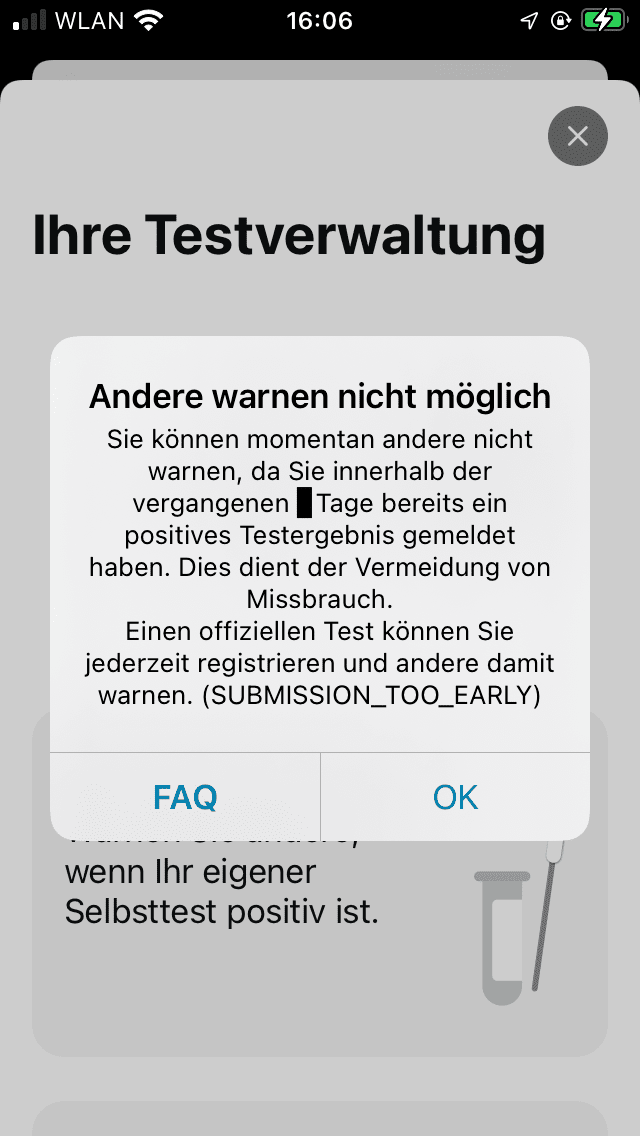 WLAN 16:06
Ihre Testverwaltung
Andere warnen nicht möglich
Sie können momentan andere nicht
warnen, da Sie innerhalb der
vergangenen Tage bereits ein
positives Testergebnis gemeldet
haben. Dies dient der Vermeidung von
Missbrauch.
Einen offiziellen Test können Sie
jederzeit registrieren und andere damit
warnen. (SUBMISSION_TOO_EARLY)
FAQ OK
wenn Ihr eigener
Selbsttest positiv ist.